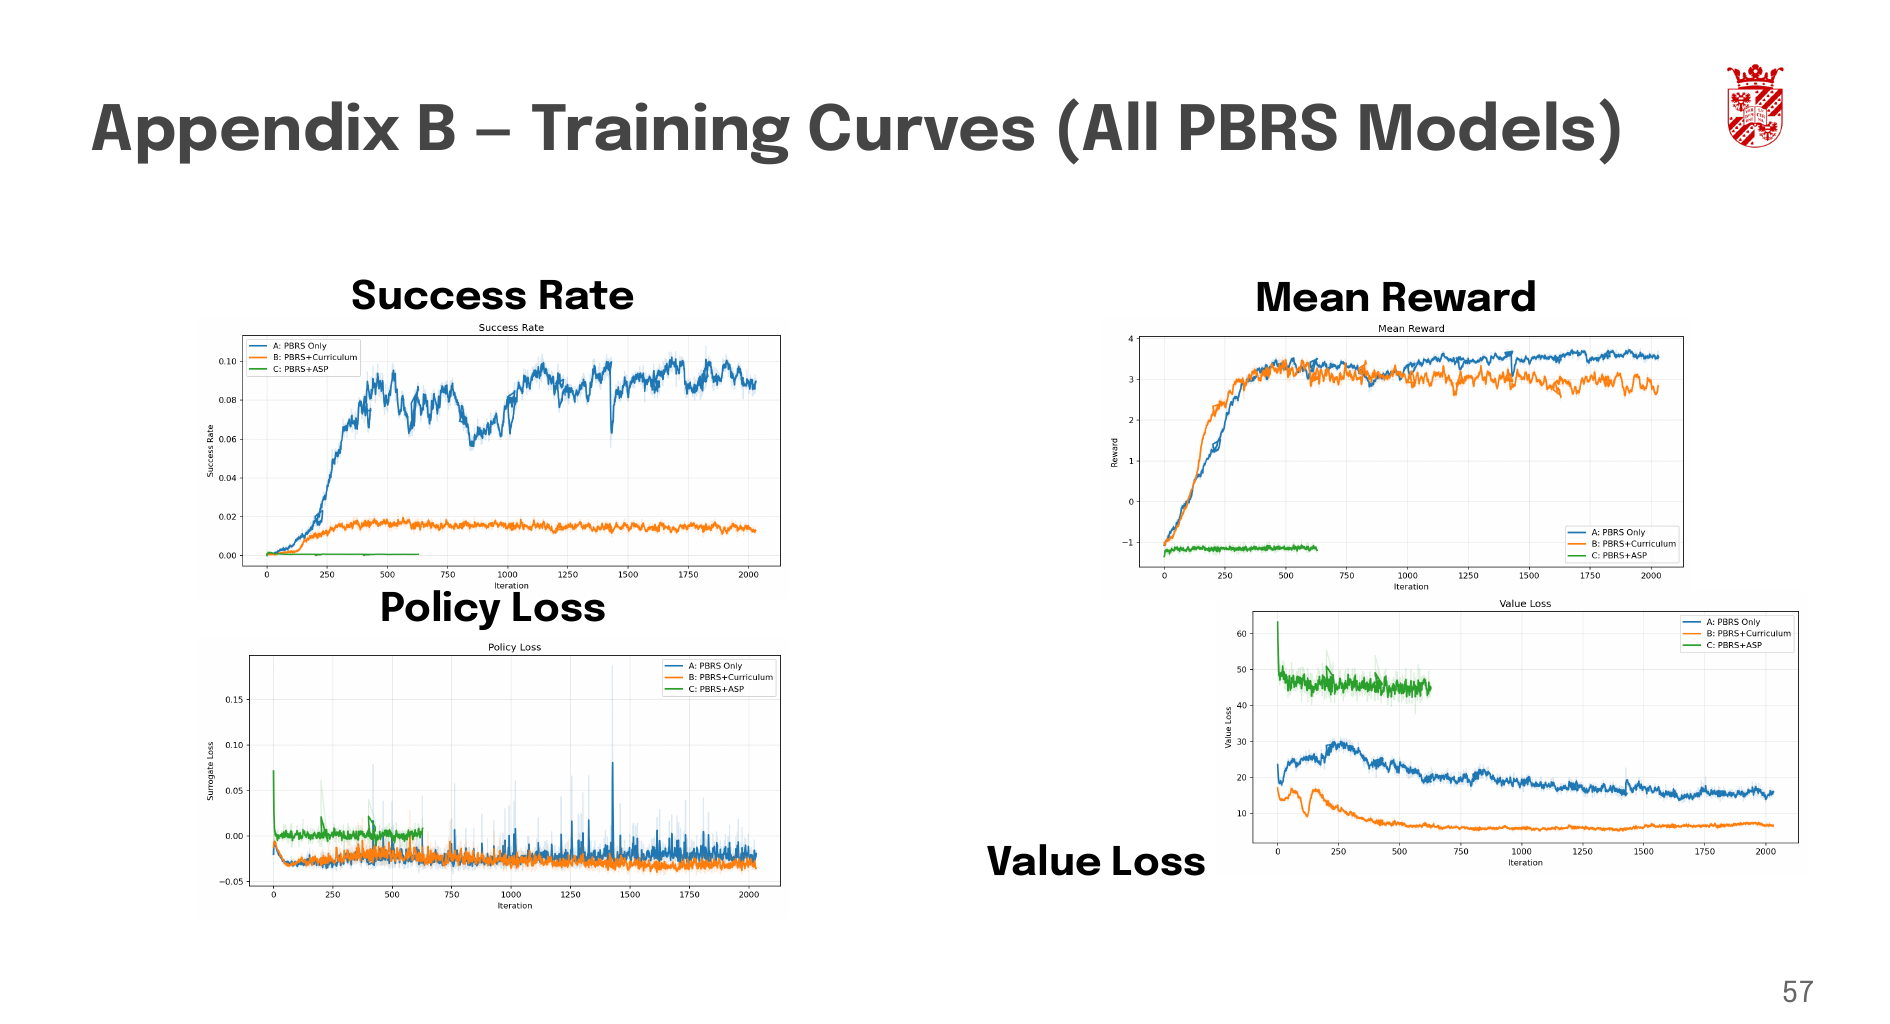 Appendix B – Training Curves (All PBRS Models)
Success Rate
Success Rate
A: PBRS Only
B: PBRS+Curriculum
C: PBRS+ASP
0.10
0.08
0.06
0.04
0.02
0.00
Success Rate
0 250 500 750 1000 1250 1500 1750 2000
Iteration
Mean Reward
Mean Reward
4
3
2
1
0
−1
Reward
A: PBRS Only
B: PBRS+Curriculum
C: PBRS+ASP
0 250 500 750 1000 1250 1500 1750 2000
Iteration
Policy Loss
Policy Loss
A: PBRS Only
B: PBRS+Curriculum
C: PBRS+ASP
0.15
0.10
0.05
0.00
−0.05
Surrogate Loss
0 250 500 750 1000 1250 1500 1750 2000
Iteration
Value Loss
A: PBRS Only
B: PBRS+Curriculum
C: PBRS+ASP
60
50
40
30
20
10
Value Loss
0 250 500 750 1000 1250 1500 1750 2000
Iteration
Value Loss
57